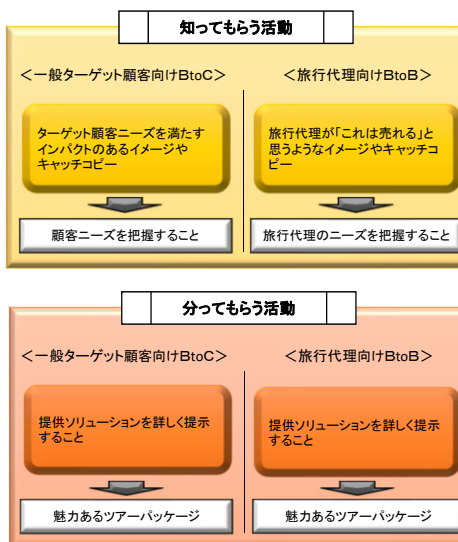 知ってもらう活動
＜一般ターゲット顧客向けBtoC＞
ターゲット顧客ニーズを満たす
インパクトのあるイメージや
キャッチコピー
顧客ニーズを把握すること
＜旅行代理向けBtoB＞
旅行代理が「これは売れる」と
思うようなイメージやキャッチコ
ピー
旅行代理のニーズを把握すること
分ってもらう活動
＜一般ターゲット顧客向けBtoC＞
提供ソリューションを詳しく提示
すること
魅力あるツアーパッケージ
＜旅行代理向けBtoB＞
提供ソリューションを詳しく提示
すること
魅力あるツアーパッケージ